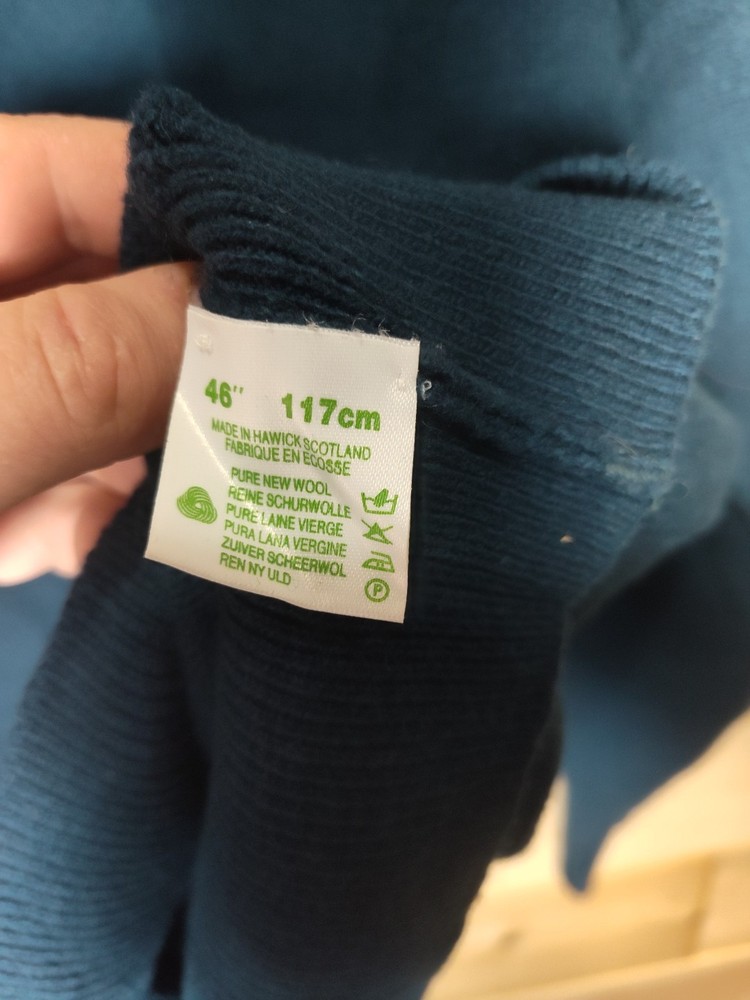 46" 117cm
MADE IN HAWICK SCOTLAND
FABRIQUE EN ECOSSE
PURE NEW WOOL
REINE SCHURWOLLE
PURE LAINE VIERGE
PURA LANA VERGINE
ZUIVER SCHEERWOL
REN NY ULD
P